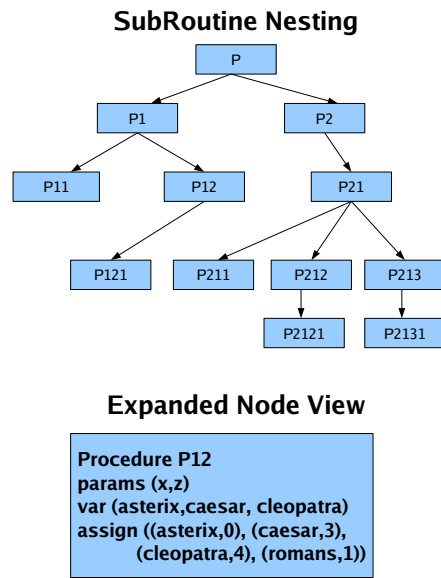 SubRoutine Nesting
P
P1 P2
P11 P12 P21
P121 P211 P212 P213
P2121 P2131
Expanded Node View
Procedure P12
params (x,z)
var (asterix,caesar, cleopatra)
assign ((asterix,0), (caesar,3),
(cleopatra,4), (romans,1))